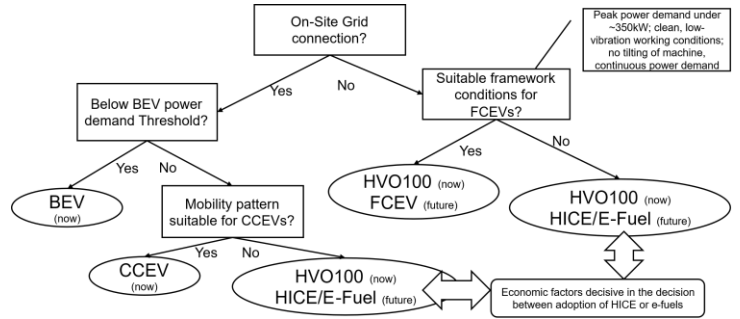 On-Site Grid
connection?
Peak power demand under
~350kW; clean, low-
vibration working conditions;
no tilting of machine,
continuous power demand
Yes
No
Below BEV power
demand Threshold?
Suitable framework
conditions for
FCEVs?
Yes
No
Yes
No
BEV
(now)
Mobility pattern
suitable for CCEVs?
HVO100 (now)
FCEV (future)
HVO100 (now)
HICE/E-Fuel (future)
Yes
No
CCEV
(now)
HVO100 (now)
HICE/E-Fuel (future)
Economic factors decisive in the decision
between adoption of HICE or e-fuels